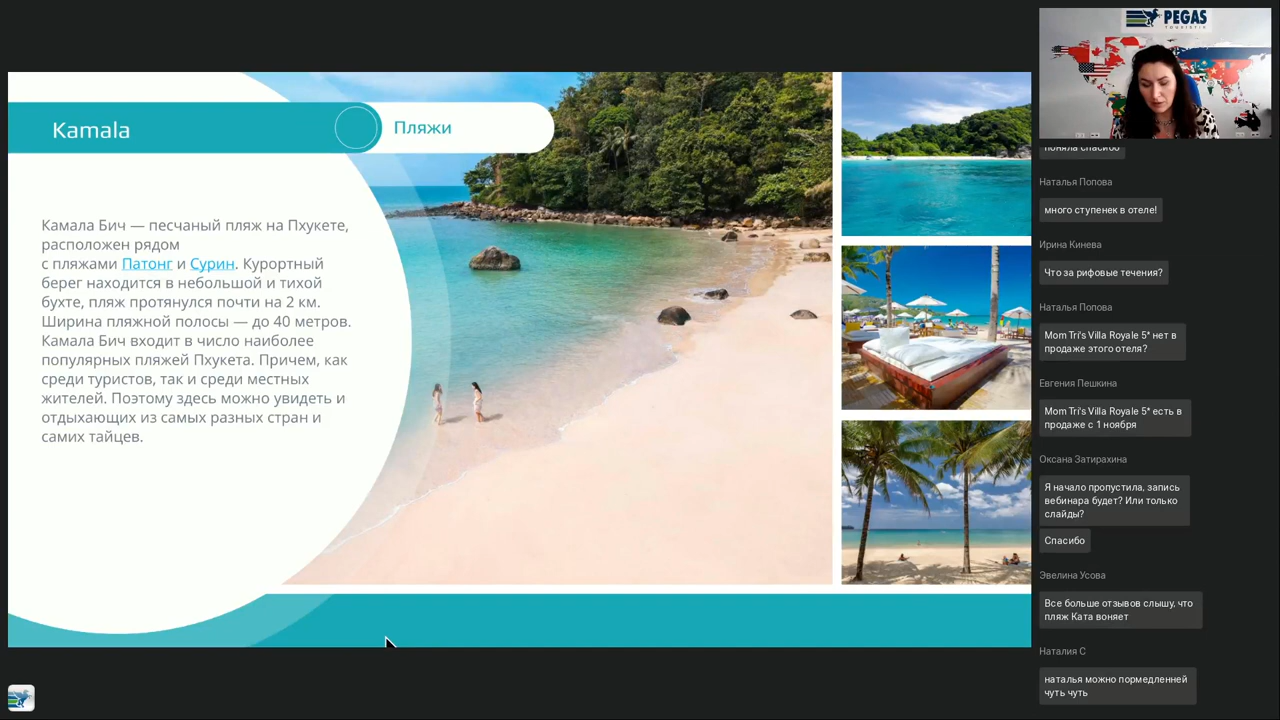 Kamala
Пляжи
Камала Бич — песчаный пляж на Пхукете,
расположен рядом
с пляжами Патонг и Сурин. Курортный
берег находится в небольшой и тихой
бухте, пляж протянулся почти на 2 км.
Ширина пляжной полосы — до 40 метров.
Камала Бич входит в число наиболее
популярных пляжей Пхукета. Причем, как
среди туристов, так и среди местных
жителей. Поэтому здесь можно увидеть и
отдыхающих из самых разных стран и
самих тайцев.
PEGAS
TOURISTIK
поняла спасибо
Наталья Попова
много ступенек в отеле!
Ирина Кинева
Что за рифовые течения?
Наталья Попова
Mom Tri's Villa Royale 5* нет в
продаже этого отеля?
Евгения Пешкина
Mom Tri's Villa Royale 5* есть в
продаже с 1 ноября
Оксана Затирахина
Я начало пропустила, запись
вебинара будет? Или только
слайды?
Спасибо
Эвелина Усова
Все больше отзывов слышу, что
пляж Ката воняет
Наталия С
наталья можно пормедленней
чуть чуть